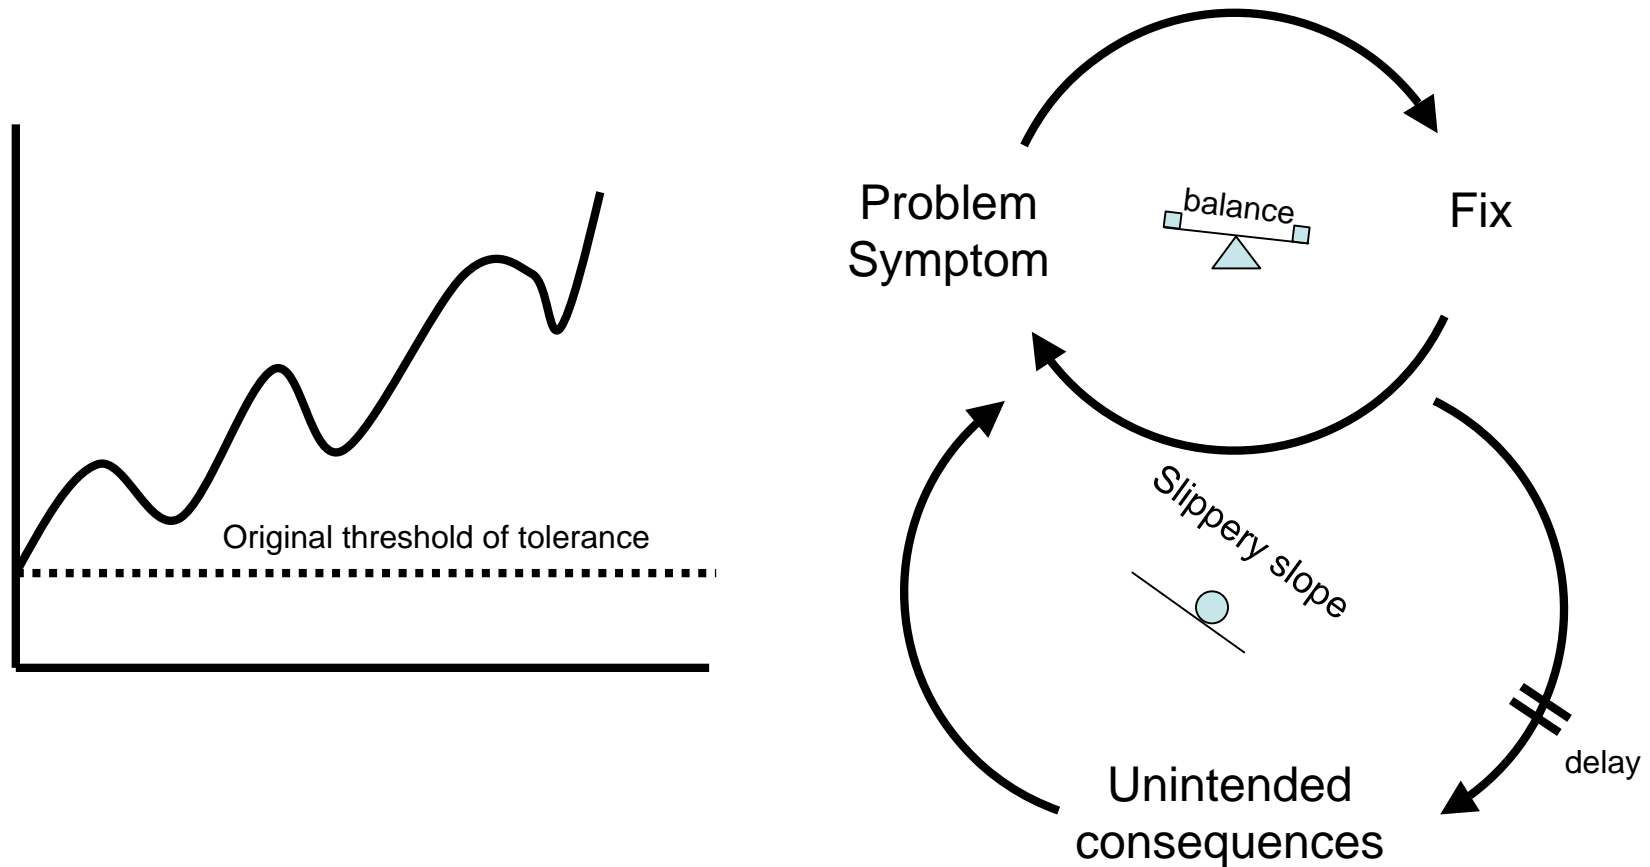 Original threshold of tolerance
Problem
Symptom
balance
Fix
Slippery slope
delay
Unintended
consequences